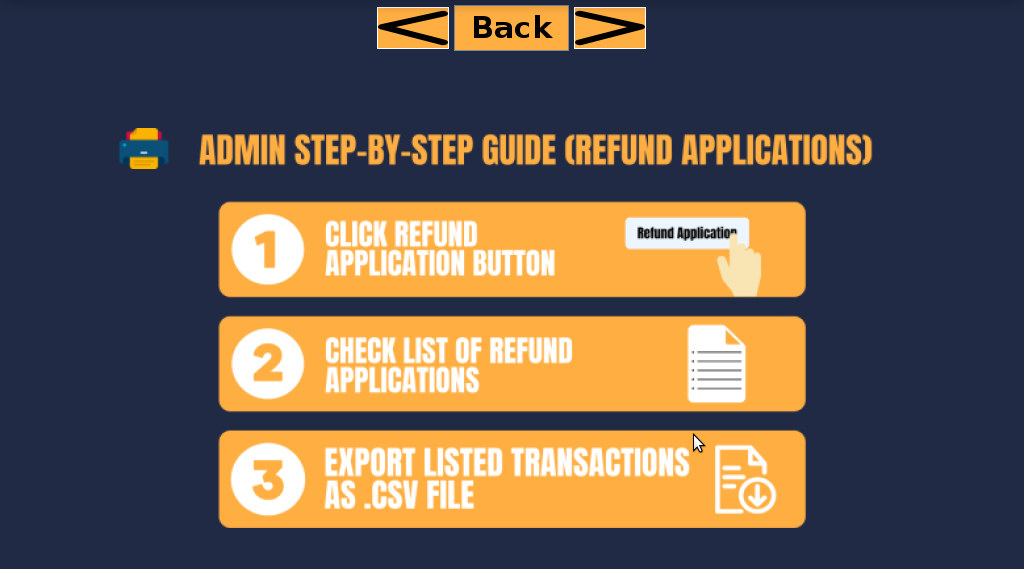 Back
ADMIN STEP-BY-STEP GUIDE (REFUND APPLICATIONS)
1
CLICK REFUND
APPLICATION BUTTON
Refund Application
2
CHECK LIST OF REFUND
APPLICATIONS
3
EXPORT LISTED TRANSACTIONS
AS .CSV FILE